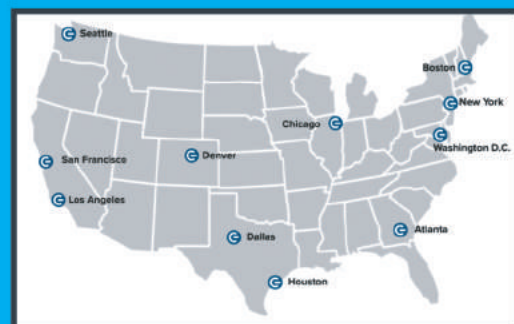 Seattle
Boston
New York
Chicago
Washington D.C.
San Francisco
Denver
Los Angeles
Atlanta
Dallas
Houston